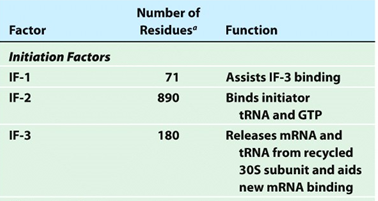 Number of
Factor Residuesᵃ Function
Initiation Factors
IF-1 71 Assists IF-3 binding
IF-2 890 Binds initiator
tRNA and GTP
IF-3 180 Releases mRNA and
tRNA from recycled
30S subunit and aids
new mRNA binding